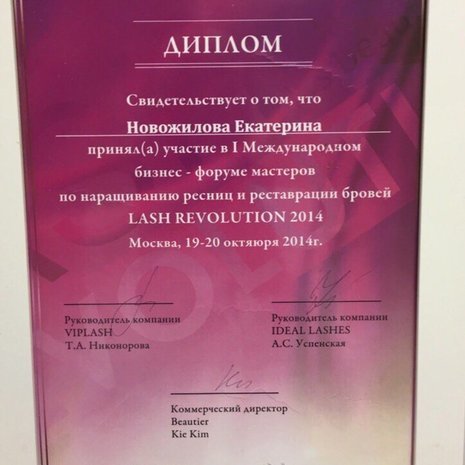 ДИПЛОМ
Свидетельствует о том, что
Новожилова Екатерина
принял(а) участие в I Международном
бизнес - форуме мастеров
по наращиванию ресниц и реставрации бровей
LASH REVOLUTION 2014
Москва, 19-20 октяюря 2014г.
Руководитель компании
VIPLASH
Т.А. Никонорова
Руководитель компании
IDEAL LASHES
А.С. Успенская
Коммерческий директор
Beautier
Kie Kim